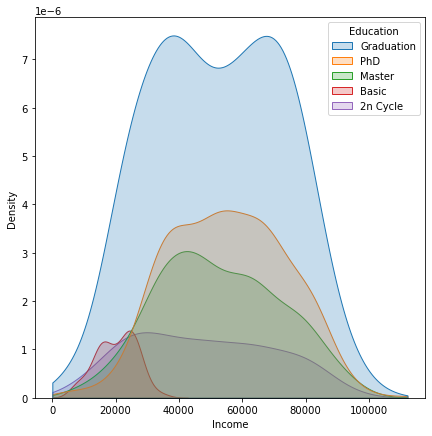 1e−6
Education
Graduation
PhD
Master
Basic
2n Cycle
7
6
5
4
3
2
1
0
Density
0 20000 40000 60000 80000 100000
Income